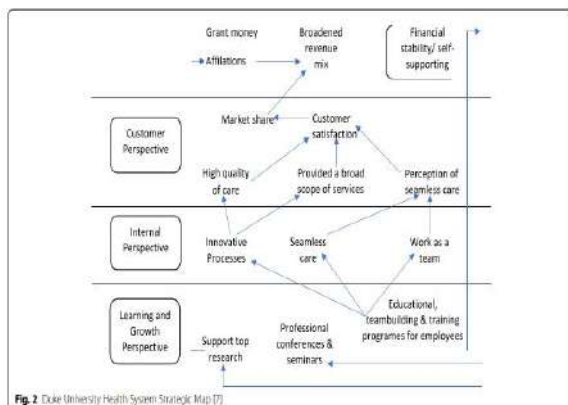 Grant money
Affiliations
Broadened
revenue
mix
Financial
stability/ self-
supporting
Customer
Perspective
Market share
Customer
satisfaction
High quality
of care
Provided a broad
scope of services
Perception of
seamless care
Internal
Perspective
Innovative
Processes
Seamless
care
Work as a
team
Learning and
Growth
Perspective
Support top
research
Professional
conferences &
seminars
Educational,
teambuilding & training
programes for employees
Fig. 2 Duke University Health System Strategic Map [7]